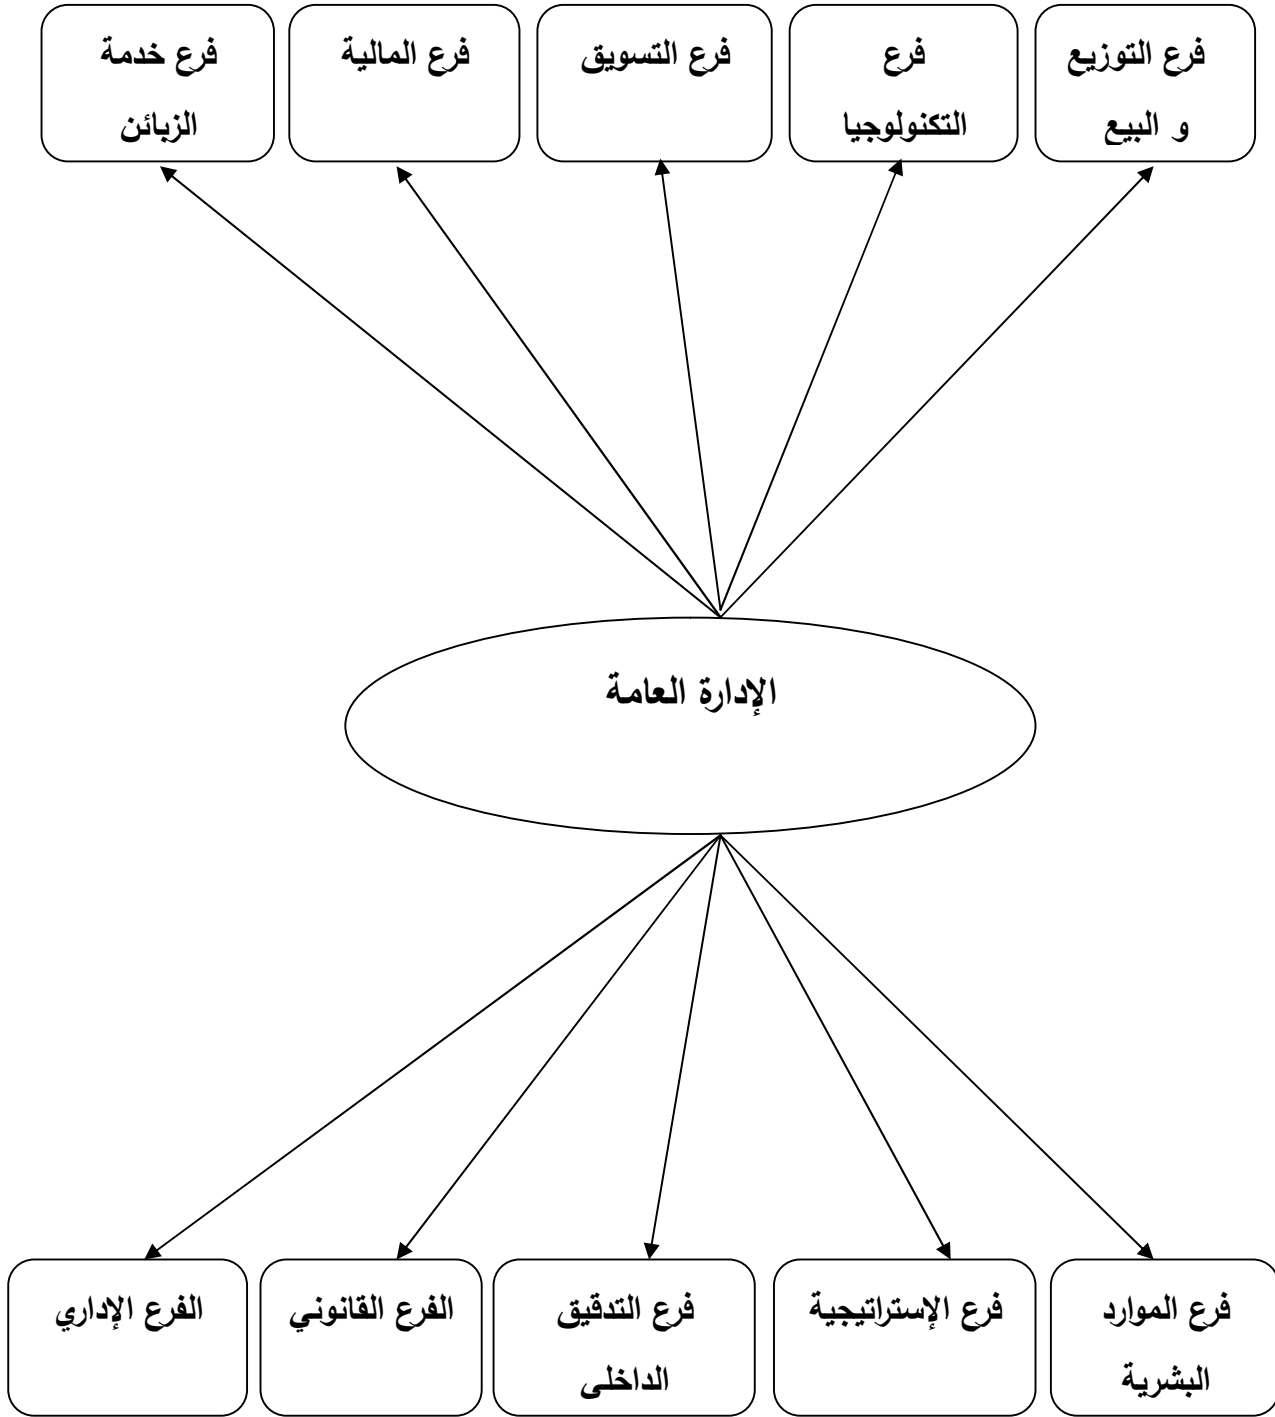 فرع التوزيع
و البيع
فرع
التكنولوجيا
فرع التسويق
فرع المالية
فرع خدمة
الزبائن
الإدارة العامة
فرع الموارد
البشرية
فرع الإستراتيجية
فرع التدقيق
الداخلي
الفرع القانوني
الفرع الإداري